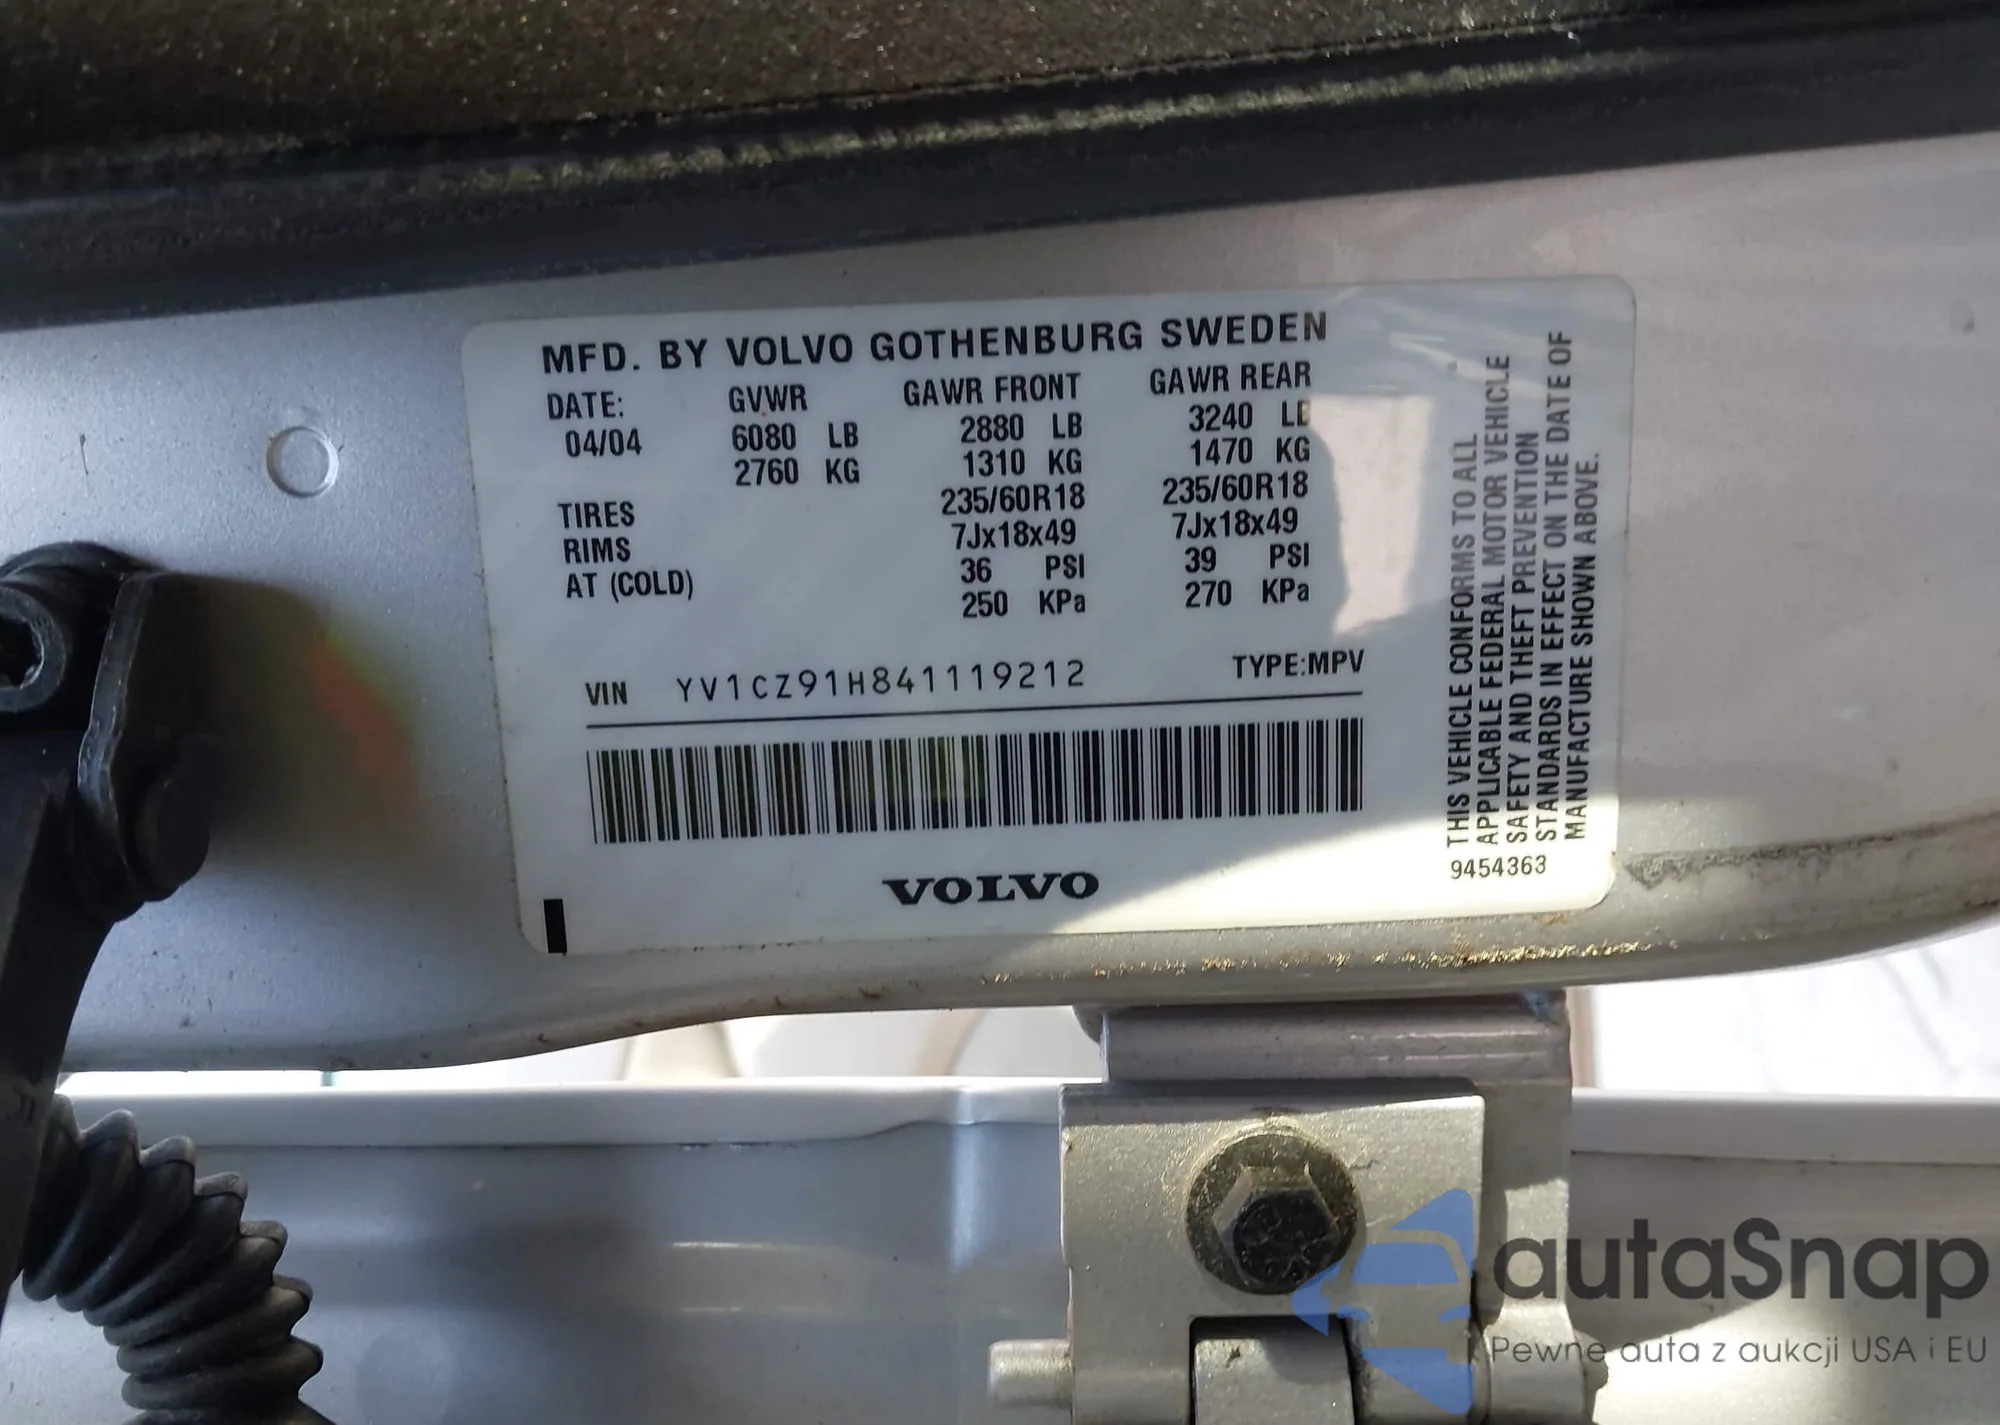 MFD. BY VOLVO GOTHENBURG SWEDEN
DATE: GVWR GAWR FRONT GAWR REAR
04/04 6080 LB 2880 LB 3240 LB
2760 KG 1310 KG 1470 KG
TIRES 235/60R18 235/60R18
RIMS 7Jx18x49 7Jx18x49
AT (COLD) 36 PSI 39 PSI
250 KPa 270 KPa
VIN YV1CZ91H841119212 TYPE:MPV
VOLVO
THIS VEHICLE CONFORMS TO ALL
APPLICABLE FEDERAL MOTOR VEHICLE
SAFETY AND THEFT PREVENTION
STANDARDS IN EFFECT ON THE DATE OF
MANUFACTURE SHOWN ABOVE.
9454363
autaSnap
Pewne auta z aukcji USA i EU